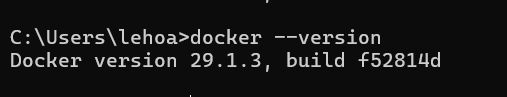 C:\Users\lehoa>docker --version
Docker version 29.1.3, build f52814d